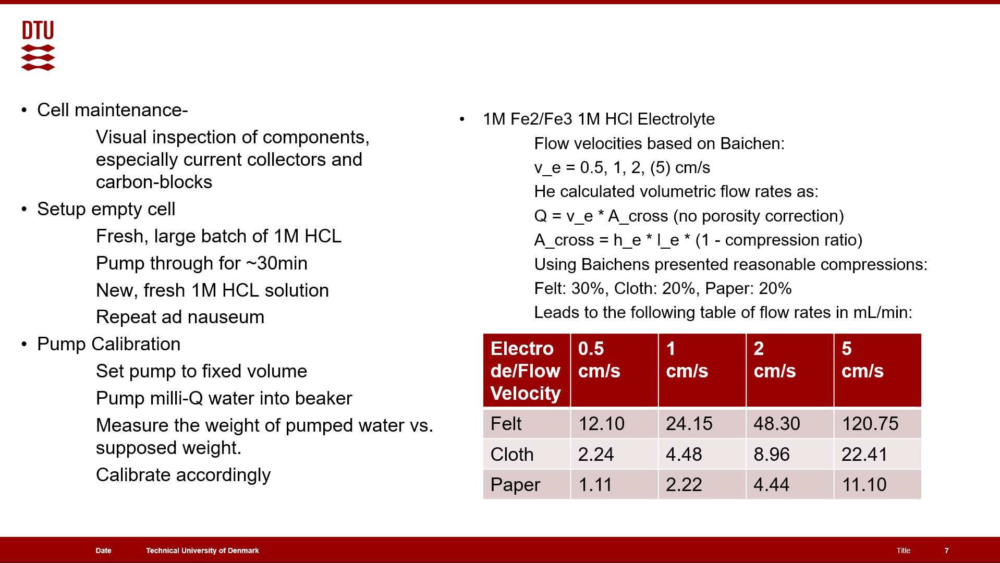 DTU
• Cell maintenance-
Visual inspection of components,
especially current collectors and
carbon-blocks
• Setup empty cell
Fresh, large batch of 1M HCL
Pump through for ~30min
New, fresh 1M HCL solution
Repeat ad nauseum
• Pump Calibration
Set pump to fixed volume
Pump milli-Q water into beaker
Measure the weight of pumped water vs.
supposed weight.
Calibrate accordingly
• 1M Fe2/Fe3 1M HCl Electrolyte
Flow velocities based on Baichen:
v_e = 0.5, 1, 2, (5) cm/s
He calculated volumetric flow rates as:
Q = v_e * A_cross (no porosity correction)
A_cross = h_e * l_e * (1 - compression ratio)
Using Baichens presented reasonable compressions:
Felt: 30%, Cloth: 20%, Paper: 20%
Leads to the following table of flow rates in mL/min:
Electro 0.5 1 2 5
de/Flow cm/s cm/s cm/s cm/s
Velocity
Felt 12.10 24.15 48.30 120.75
Cloth 2.24 4.48 8.96 22.41
Paper 1.11 2.22 4.44 11.10
Date Technical University of Denmark Title 7